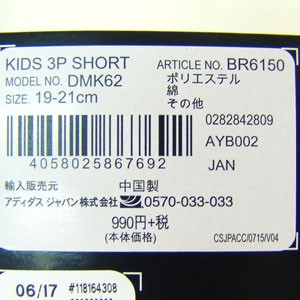 KIDS 3P SHORT ARTICLE NO. BR6150
MODEL NO. DMK62 ポリエステル
綿
SIZE. 19-21cm その他
0282842809
AYB002
4058025867692 JAN
輸入販売元 中国製
アディダス ジャパン株式会社 0570-033-033
990円+税
(本体価格)
CSJPACC/0715/V04
06/17 #118164308